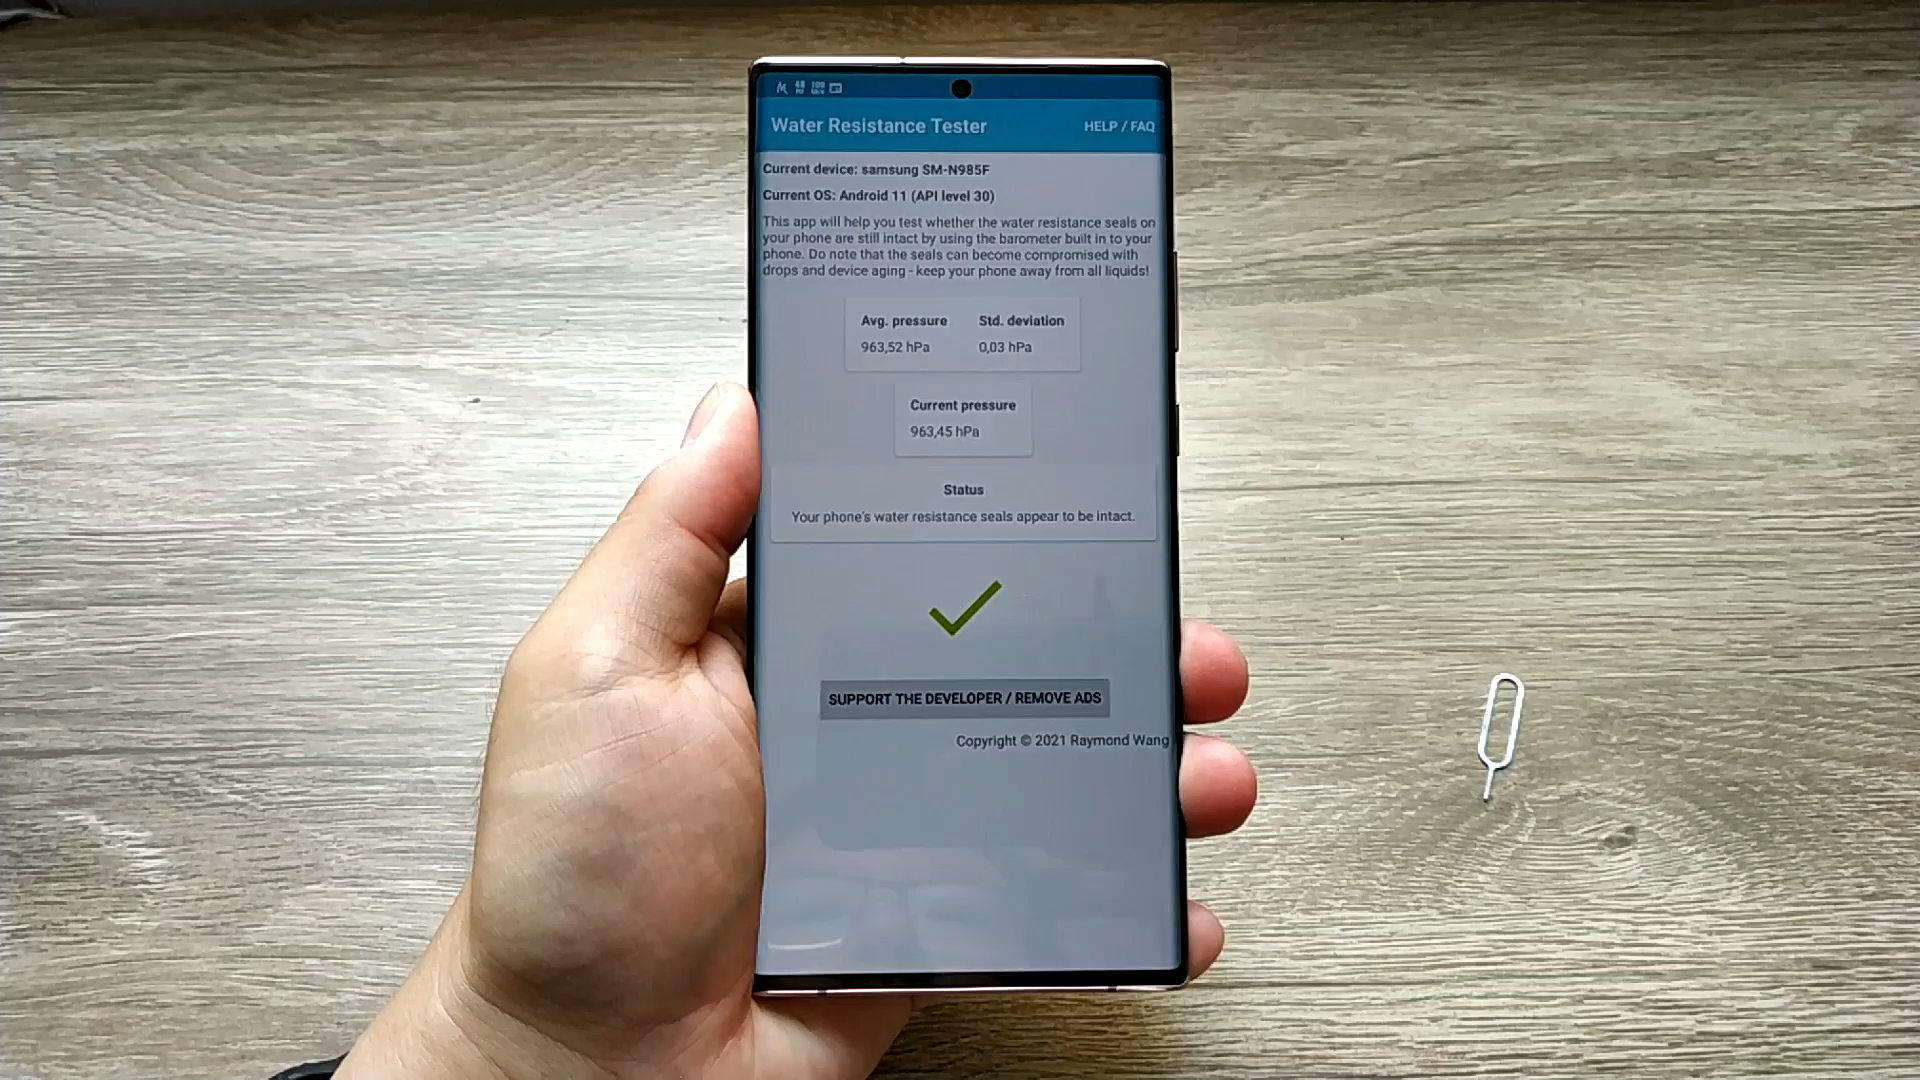 48
100
Water Resistance Tester
HELP / FAQ
Current device: samsung SM-N985F
Current OS: Android 11 (API level 30)
This app will help you test whether the water resistance seals on
your phone are still intact by using the barometer built in to your
phone. Do note that the seals can become compromised with
drops and device aging - keep your phone away from all liquids!
Avg. pressure Std. deviation
963,52 hPa 0,03 hPa
Current pressure
963,45 hPa
Status
Your phone's water resistance seals appear to be intact.
SUPPORT THE DEVELOPER / REMOVE ADS
Copyright © 2021 Raymond Wang